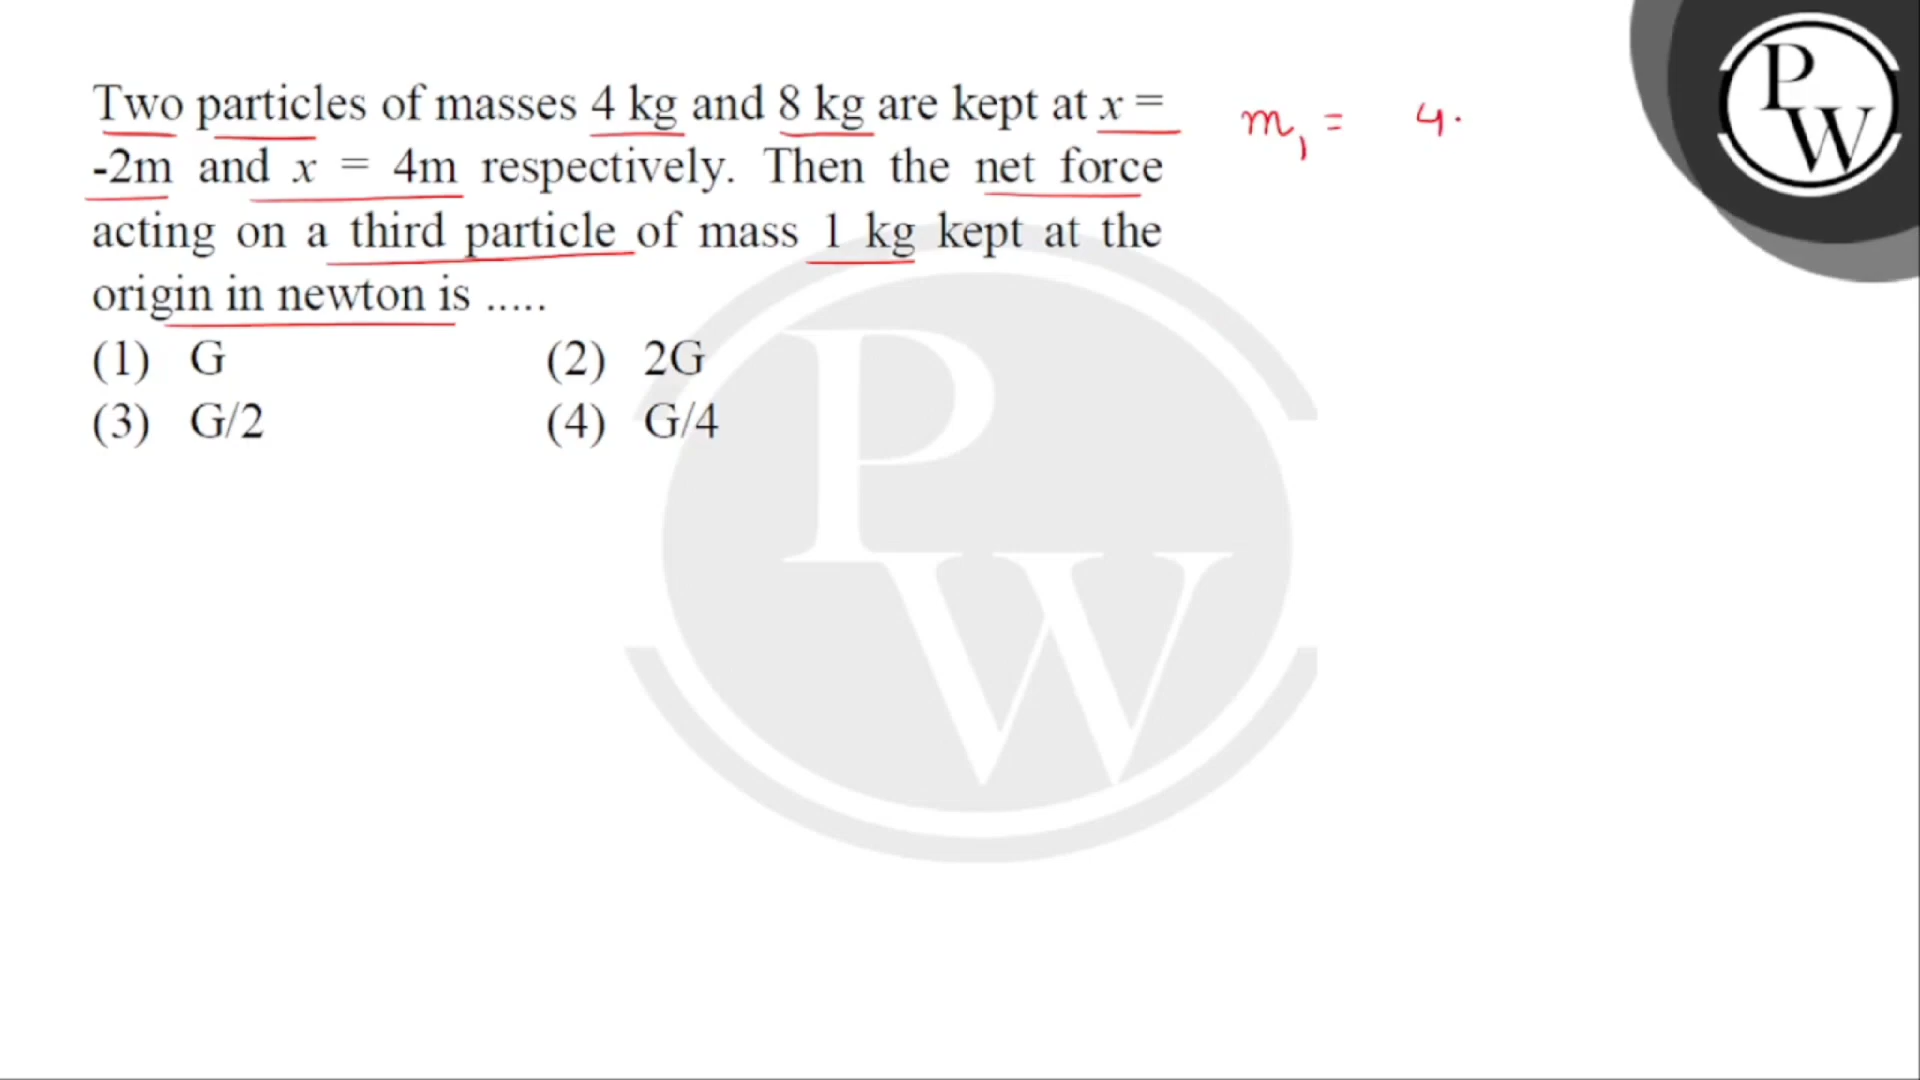 Two particles of masses 4 kg and 8 kg are kept at x =
-2m and x = 4m respectively. Then the net force
acting on a third particle of mass 1 kg kept at the
origin in newton is .....
(1) G (2) 2G
(3) G/2 (4) G/4
m₁ = 4.
PW
PW